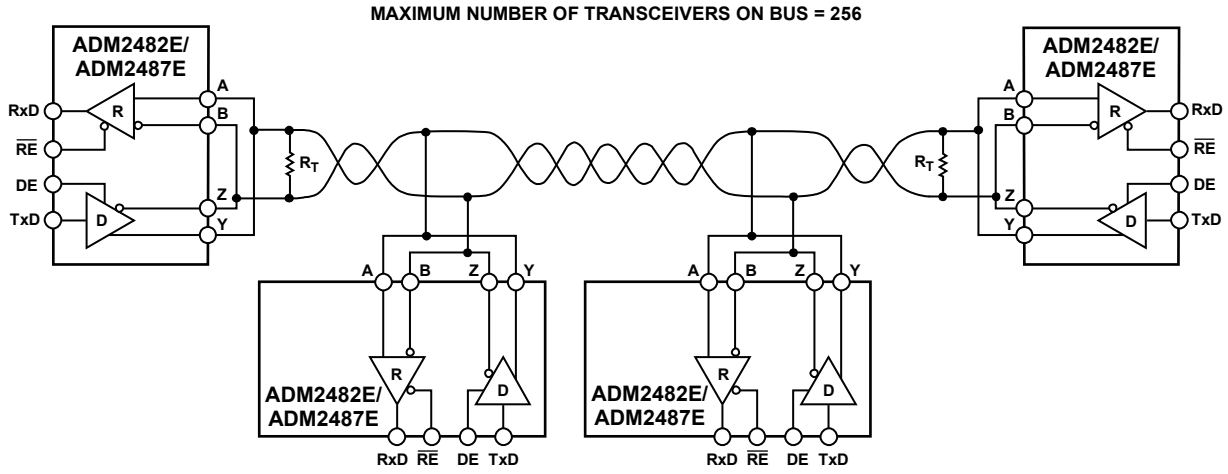 MAXIMUM NUMBER OF TRANSCEIVERS ON BUS = 256
ADM2482E/
ADM2487E
A
RxD
R
B
RE
DE
Z
TxD
D
Y
RT
RT
ADM2482E/
ADM2487E
A
R
RxD
B
RE
DE
Z
D
TxD
Y
A
B
Z
Y
R
D
ADM2482E/
ADM2487E
RxD
RE
DE
TxD
A
B
Z
Y
R
D
ADM2482E/
ADM2487E
RxD
RE
DE
TxD